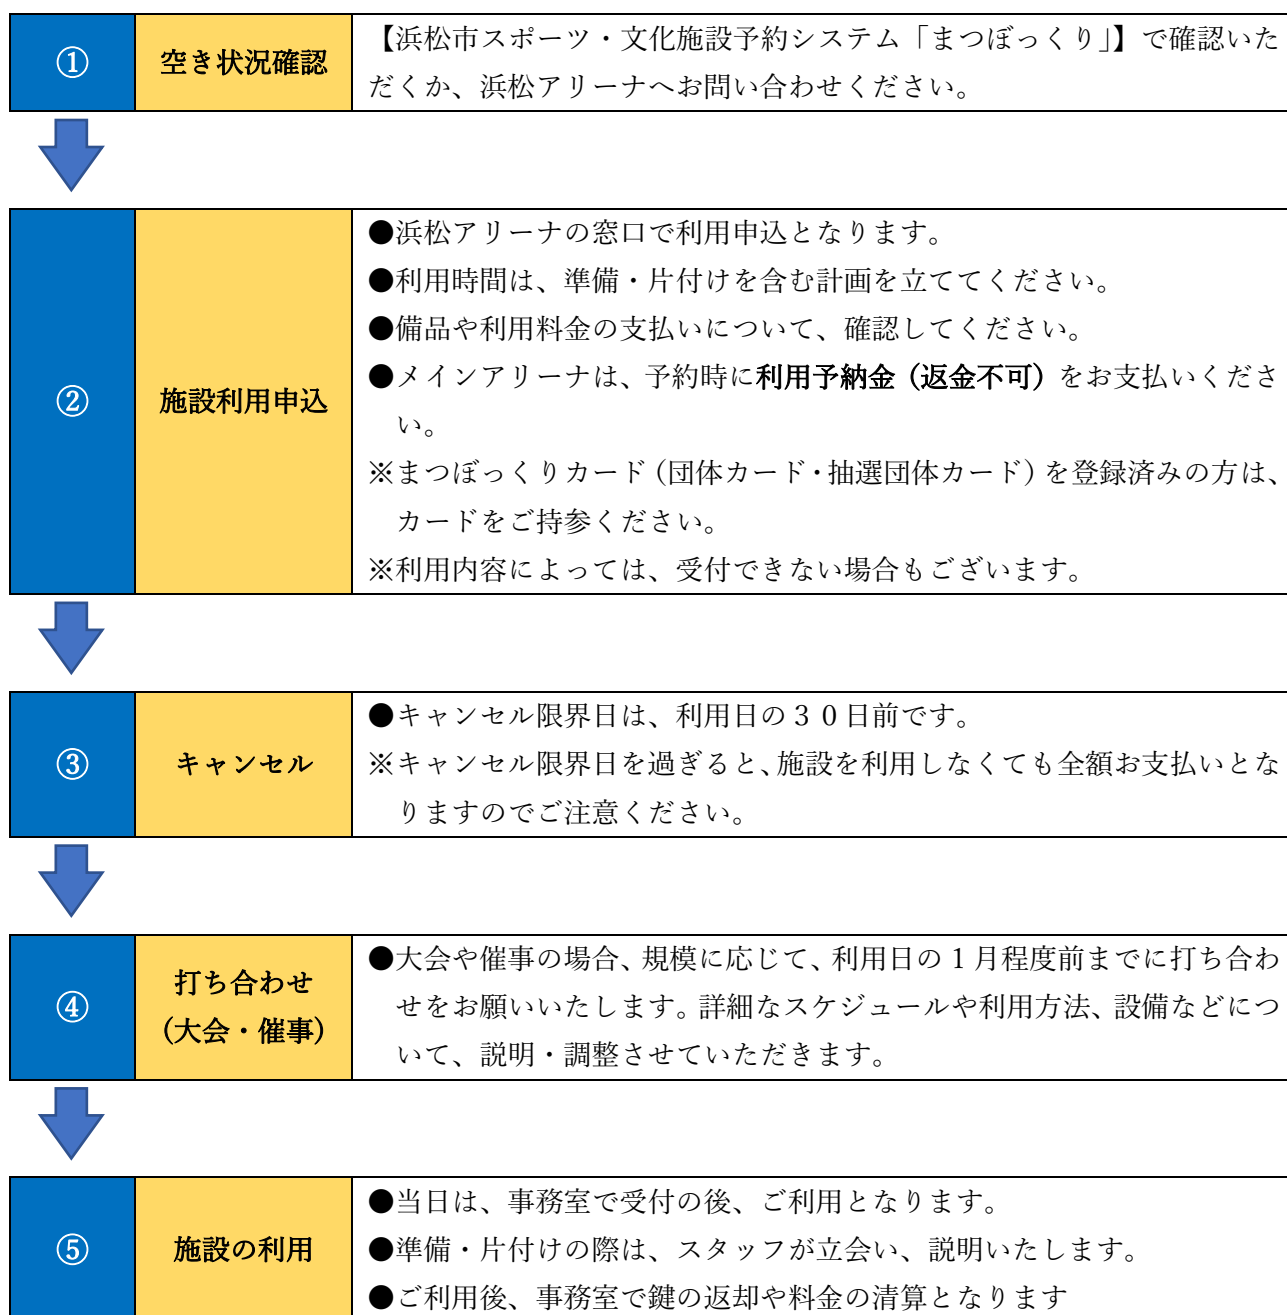 ①
空き状況確認
【浜松市スポーツ・文化施設予約システム「まつぼっくり」】で確認いた
だくか、浜松アリーナへお問い合わせください。
②
施設利用申込
●浜松アリーナの窓口で利用申込となります。
●利用時間は、準備・片付けを含む計画を立ててください。
●備品や利用料金の支払いについて、確認してください。
●メインアリーナは、予約時に利用予納金（返金不可）をお支払いくださ
い。
※まつぼっくりカード（団体カード・抽選団体カード）を登録済みの方は、
カードをご持参ください。
※利用内容によっては、受付できない場合もございます。
③
キャンセル
●キャンセル限界日は、利用日の３０日前です。
※キャンセル限界日を過ぎると、施設を利用しなくても全額お支払いとな
りますのでご注意ください。
④
打ち合わせ
（大会・催事）
●大会や催事の場合、規模に応じて、利用日の１月程度前までに打ち合わ
せをお願いいたします。詳細なスケジュールや利用方法、設備などにつ
いて、説明・調整させていただきます。
⑤
施設の利用
●当日は、事務室で受付の後、ご利用となります。
●準備・片付けの際は、スタッフが立会い、説明いたします。
●ご利用後、事務室で鍵の返却や料金の清算となります